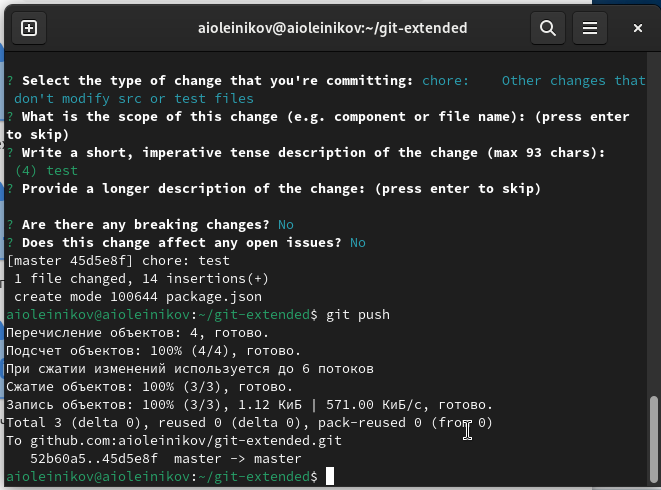 aioleinikov@aioleinikov:~/git-extended
? Select the type of change that you're committing: chore:    Other changes that
 don't modify src or test files
? What is the scope of this change (e.g. component or file name): (press enter
to skip)
? Write a short, imperative tense description of the change (max 93 chars):
 (4) test
? Provide a longer description of the change: (press enter to skip)
? Are there any breaking changes? No
? Does this change affect any open issues? No
[master 45d5e8f] chore: test
 1 file changed, 14 insertions(+)
 create mode 100644 package.json
aioleinikov@aioleinikov:~/git-extended$ git push
Перечисление объектов: 4, готово.
Подсчет объектов: 100% (4/4), готово.
При сжатии изменений используется до 6 потоков
Сжатие объектов: 100% (3/3), готово.
Запись объектов: 100% (3/3), 1.12 КиБ | 571.00 КиБ/с, готово.
Total 3 (delta 0), reused 0 (delta 0), pack-reused 0 (from 0)
To github.com:aioleinikov/git-extended.git
   52b60a5..45d5e8f  master -> master
aioleinikov@aioleinikov:~/git-extended$